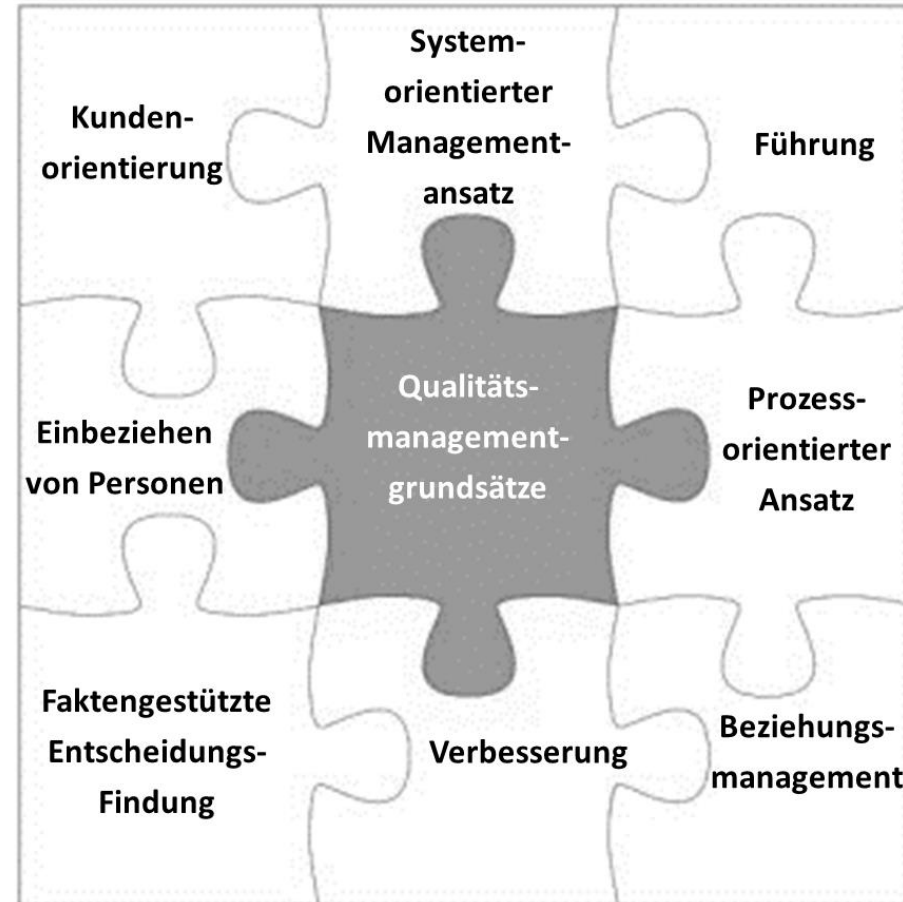 Kunden-
orientierung
System-
orientierter
Management-
ansatz
Führung
Einbeziehen
von Personen
Qualitäts-
management-
grundsätze
Prozess-
orientierter
Ansatz
Faktengestützte
Entscheidungs-
Findung
Verbesserung
Beziehungs-
management